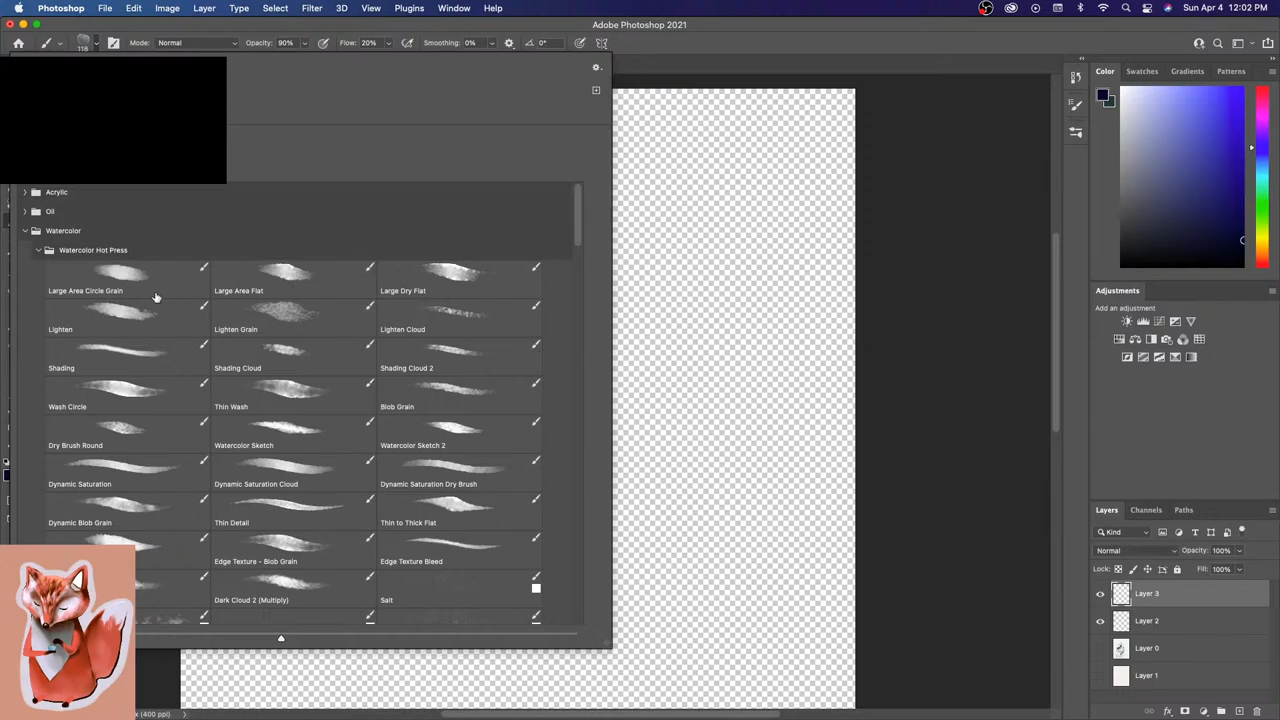 Photoshop File Edit Image Layer Type Select Filter 3D View Plugins Window Help Sun Apr 4 12:02 PM
Adobe Photoshop 2021
118 Mode: Normal Opacity: 90% Flow: 20% Smoothing: 0% 0°
Color Swatches Gradients Patterns
Acrylic
Oil
Watercolor
Watercolor Hot Press
Large Area Circle Grain Large Area Flat Large Dry Flat
Lighten Lighten Grain Lighten Cloud
Shading Shading Cloud Shading Cloud 2
Wash Circle Thin Wash Blob Grain
Dry Brush Round Watercolor Sketch Watercolor Sketch 2
Dynamic Saturation Dynamic Saturation Cloud Dynamic Saturation Dry Brush
Dynamic Blob Grain Thin Detail Thin to Thick Flat
Edge Texture - Blob Grain Edge Texture Bleed
Dark Cloud 2 (Multiply) Salt
Adjustments
Add an adjustment
Layers Channels Paths
Kind
Normal Opacity: 100%
Lock: Fill: 100%
Layer 3
Layer 2
Layer 0
Layer 1
(400 ppi)
fx